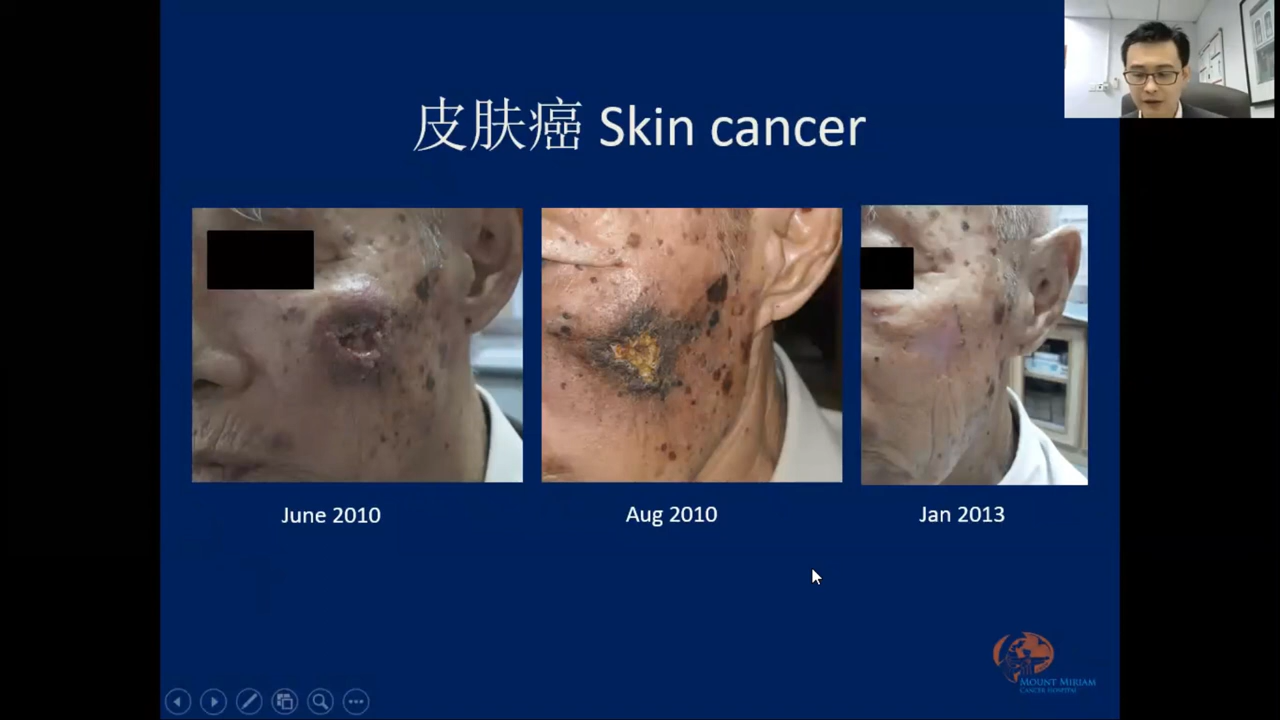 皮肤癌 Skin cancer
June 2010
Aug 2010
Jan 2013
MOUNT MIRIAM
CANCER HOSPITAL